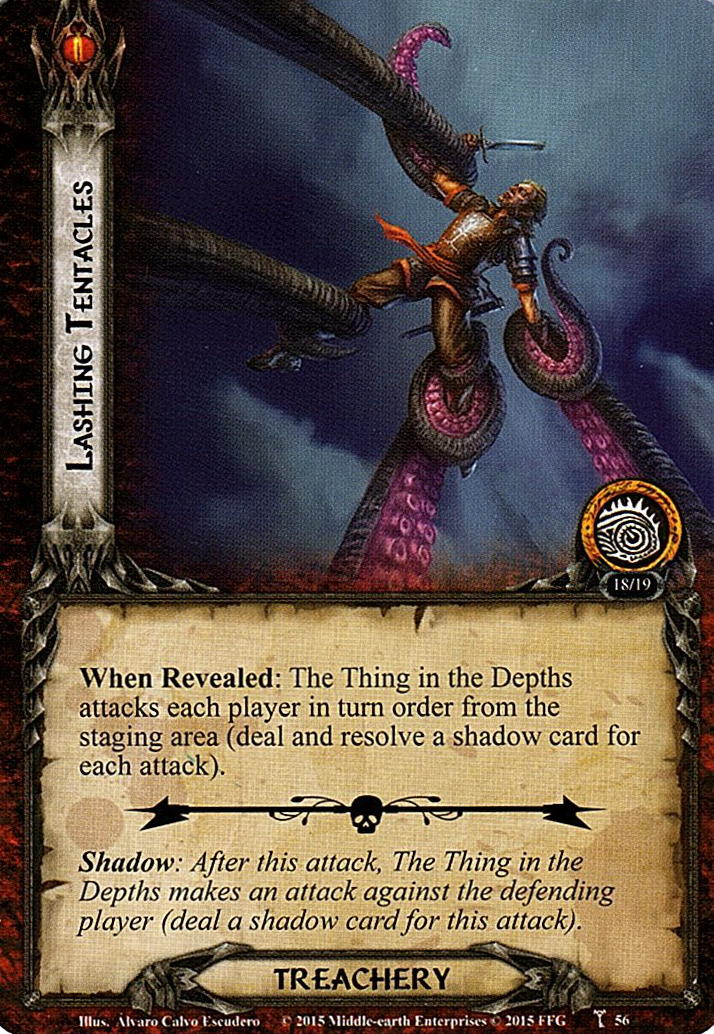 LASHING TENTACLES
18/19
When Revealed: The Thing in the Depths
attacks each player in turn order from the
staging area (deal and resolve a shadow card for
each attack).
Shadow: After this attack, The Thing in the
Depths makes an attack against the defending
player (deal a shadow card for this attack).
TREACHERY
Illus. Álvaro Calvo Escudero © 2015 Middle-earth Enterprises © 2015 FFG 56